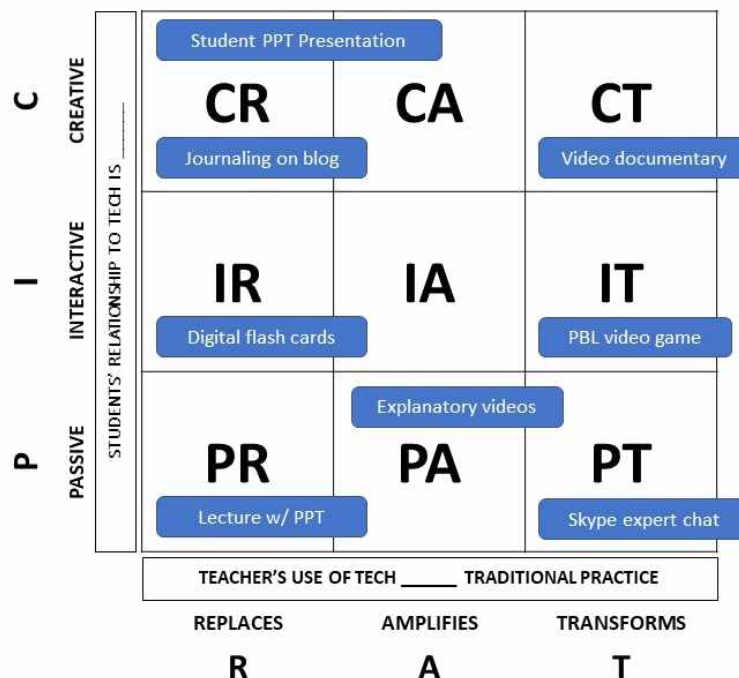 Student PPT Presentation
C
CREATIVE
CR
CA
CT
Journaling on blog
Video documentary
STUDENTS' RELATIONSHIP TO TECH IS ______
I
INTERACTIVE
IR
IA
IT
Digital flash cards
PBL video game
Explanatory videos
P
PASSIVE
PR
PA
PT
Lecture w/ PPT
Skype expert chat
TEACHER'S USE OF TECH ______ TRADITIONAL PRACTICE
REPLACES
AMPLIFIES
TRANSFORMS
R
A
T